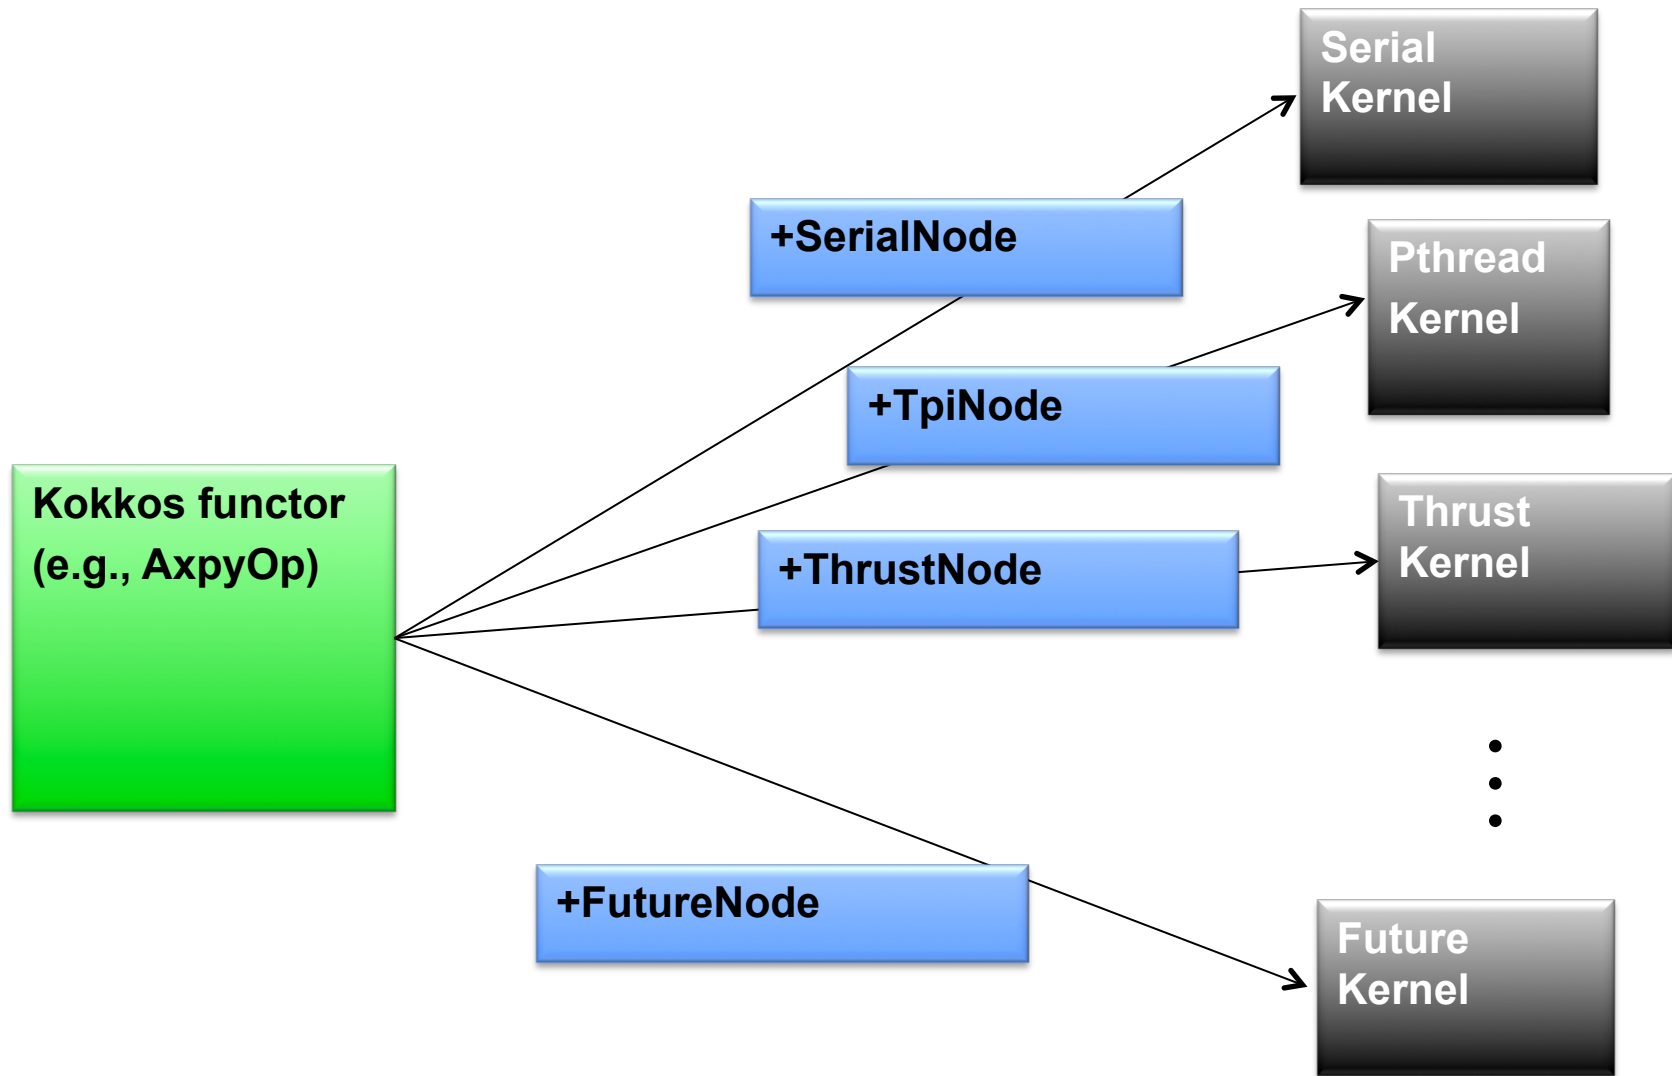 Serial
Kernel
+SerialNode
Pthread
Kernel
+TpiNode
Kokkos functor
(e.g., AxpyOp)
Thrust
Kernel
+ThrustNode
+FutureNode
Future
Kernel